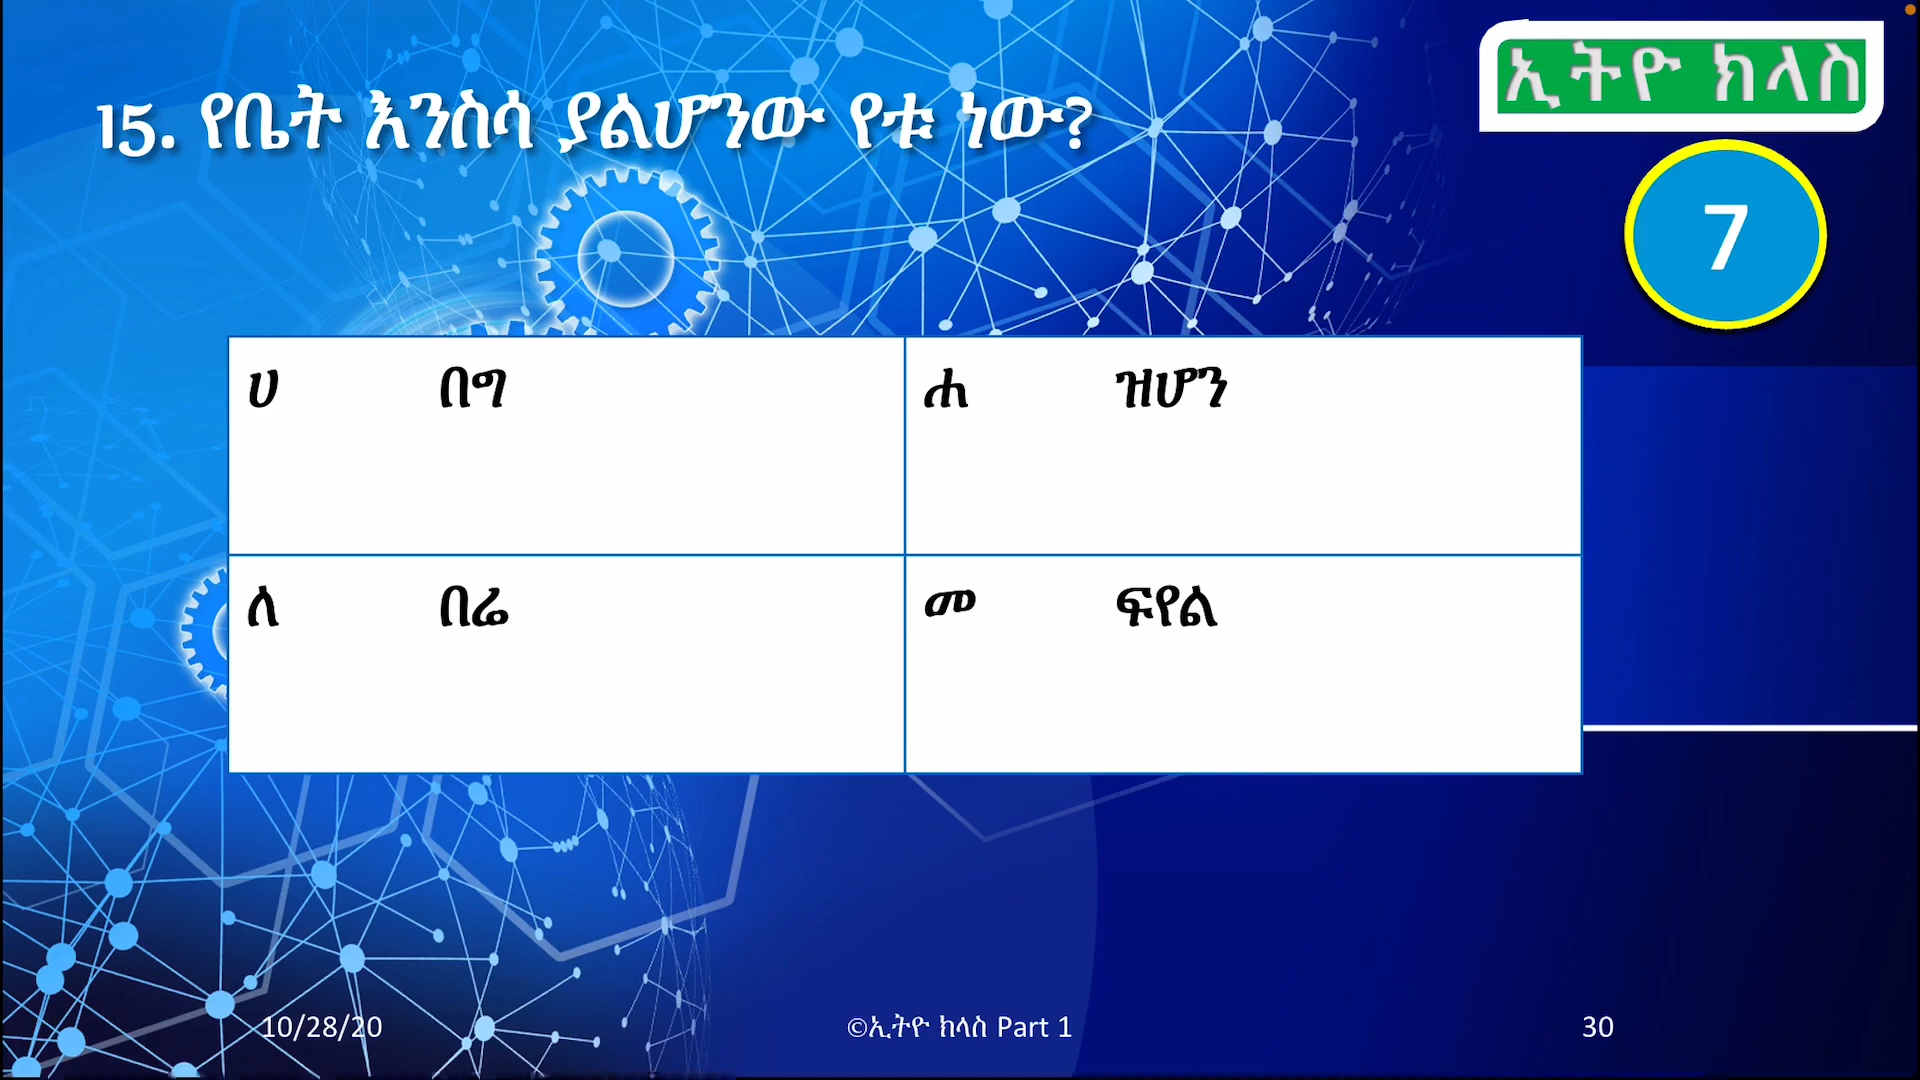 ኢትዮ ክላስ
15. የቤት እንስሳ ያልሆነው የቱ ነው?
7
ሀ በግ
ሐ ዝሆን
ለ በሬ
መ ፍየል
10/28/20
©ኢትዮ ክላስ Part 1
30